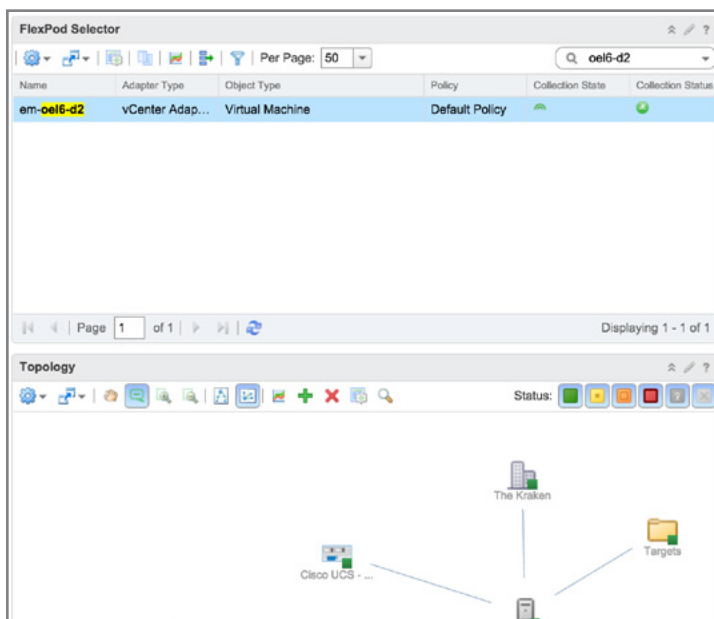 FlexPod Selector
?
Per Page: 50
oel6-d2
Name Adapter Type Object Type Policy Collection State Collection Status
em-oel6-d2 vCenter Adap... Virtual Machine Default Policy
Page 1 of 1 Displaying 1 - 1 of 1
Topology
?
Status: ?
The Kraken
Targets
Cisco UCS - ...